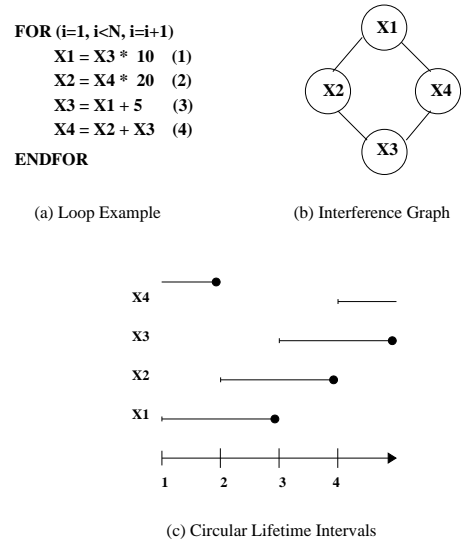 FOR (i=1, i<N, i=i+1)
X1 = X3 * 10 (1)
X2 = X4 * 20 (2)
X3 = X1 + 5 (3)
X4 = X2 + X3 (4)
ENDFOR
(a) Loop Example
X1
X2 X4
X3
(b) Interference Graph
X4
X3
X2
X1
1 2 3 4
(c) Circular Lifetime Intervals